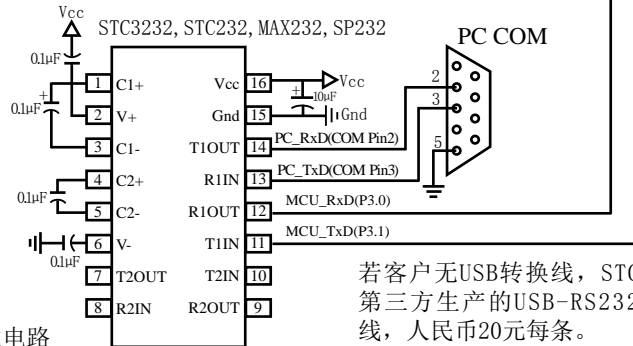 Vcc
STC3232,STC232,MAX232,SP232
PC COM
0.1μF
0.1μF
0.1μF
0.1μF
1 C1+
2 V+
3 C1-
4 C2+
5 C2-
6 V-
7 T2OUT
8 R2IN
Vcc 16
Gnd 15
T1OUT 14
R1IN 13
R1OUT 12
T1IN 11
T2IN 10
R2OUT 9
Vcc
10μF
Gnd
PC_RxD(COM Pin2)
PC_TxD(COM Pin3)
MCU_RxD(P3.0)
MCU_TxD(P3.1)
2
3
5
若客户无USB转换线，STC
第三方生产的USB-RS232
线，人民币20元每条。
电路